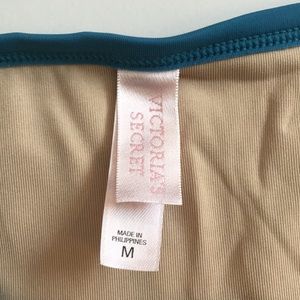 VICTORIA'S
SECRET
MADE IN
PHILIPPINES
M